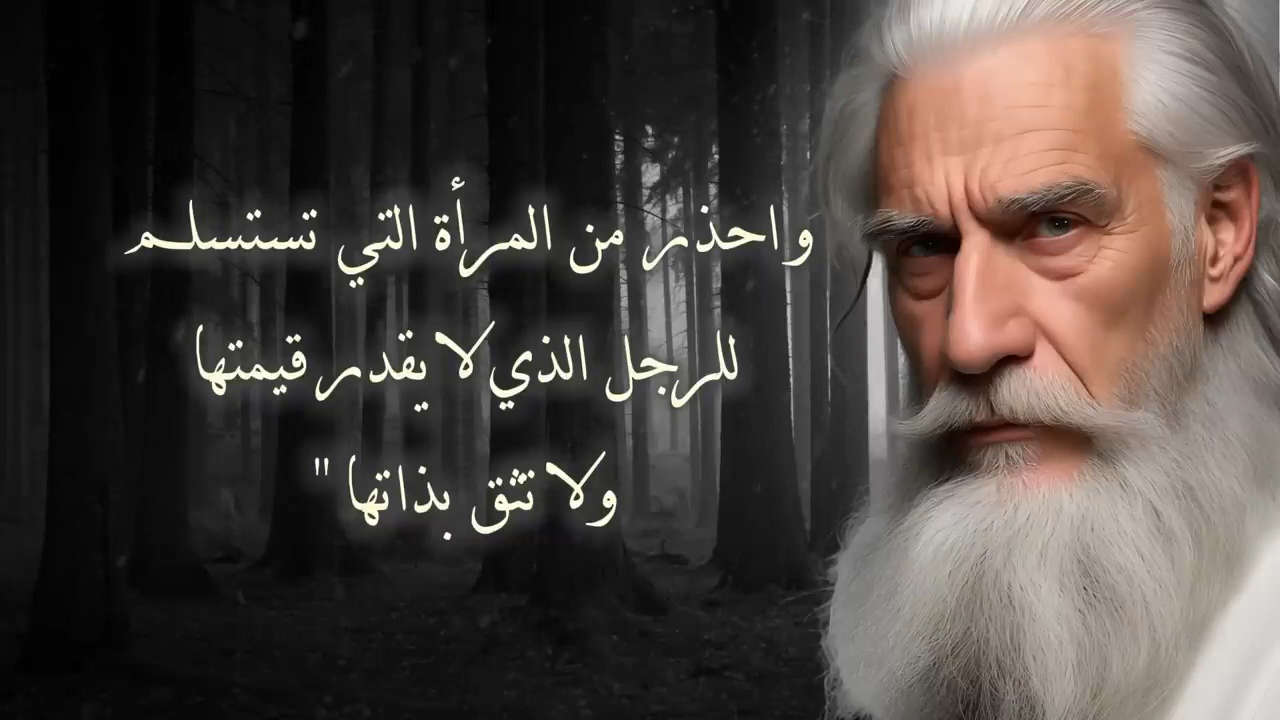 واحذر من المرأة التي تستسلم
للرجل الذي لا يقدر قيمتها
ولا تثق بذاتها "